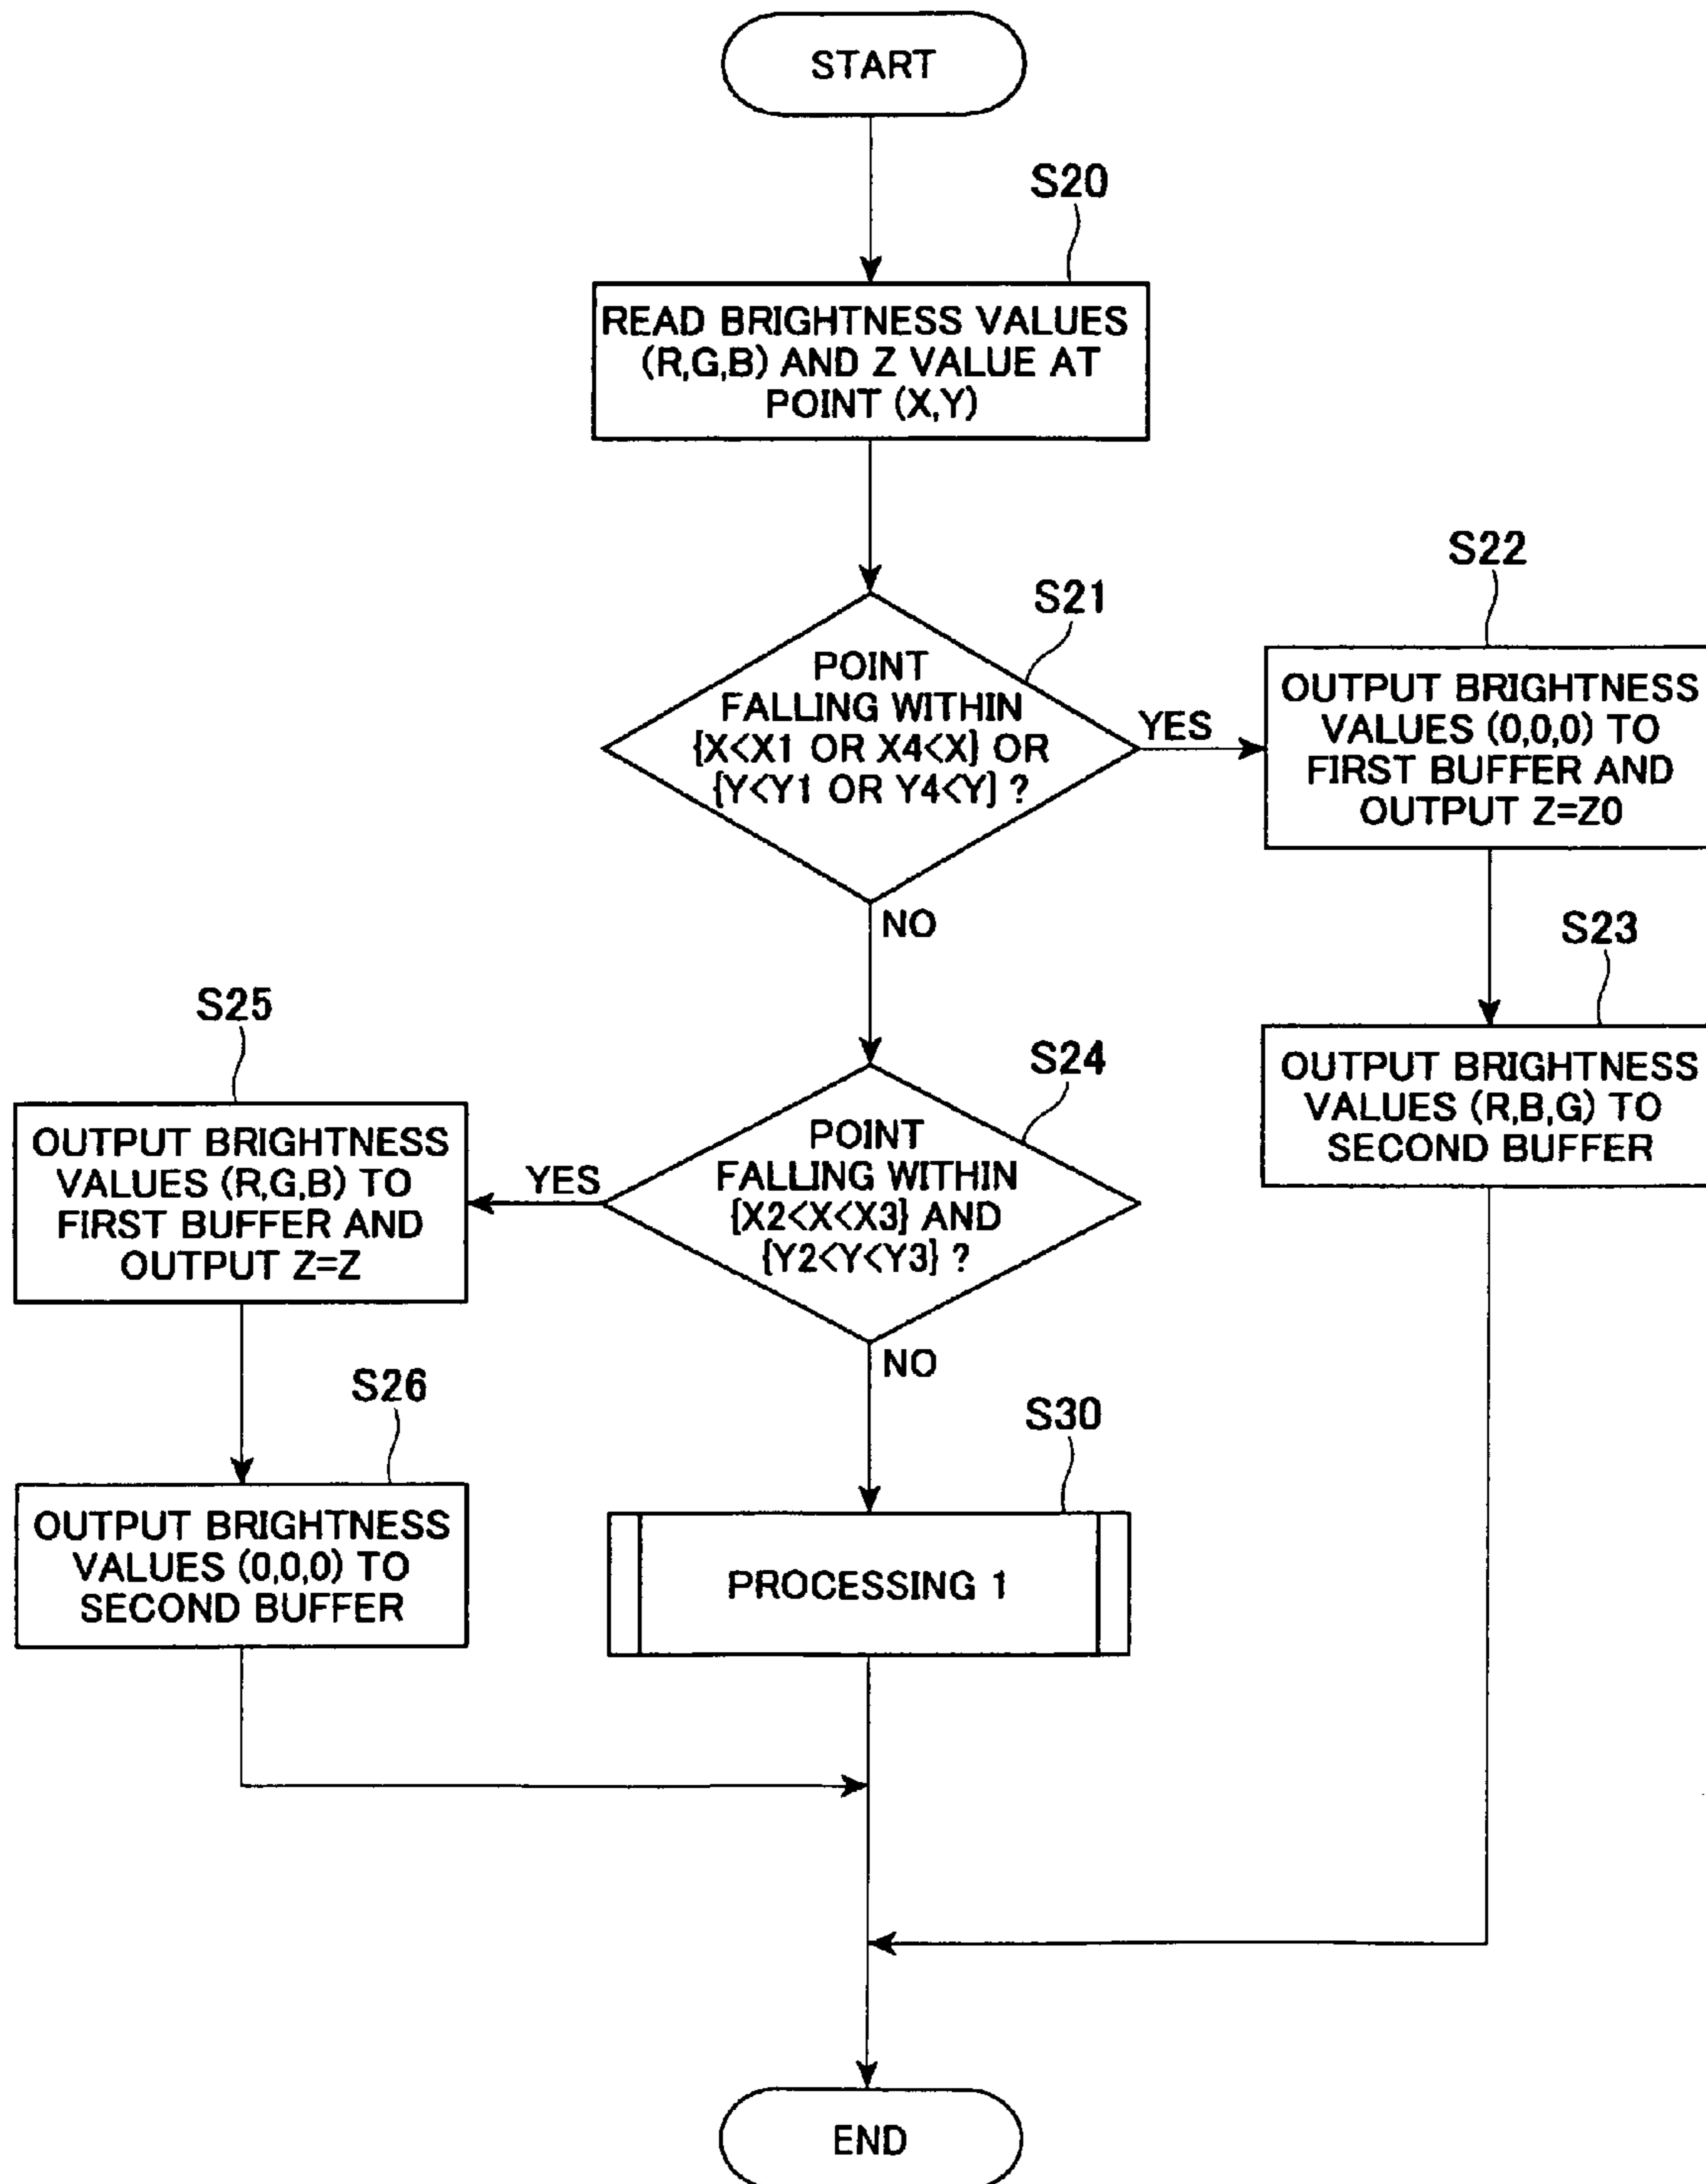 START
S20
READ BRIGHTNESS VALUES
(R,G,B) AND Z VALUE AT
POINT (X,Y)
S21
POINT
FALLING WITHIN
{X<X1 OR X4<X} OR
{Y<Y1 OR Y4<Y} ?
YES
NO
S22
OUTPUT BRIGHTNESS
VALUES (0,0,0) TO
FIRST BUFFER AND
OUTPUT Z=Z0
S23
OUTPUT BRIGHTNESS
VALUES (R,B,G) TO
SECOND BUFFER
S24
POINT
FALLING WITHIN
{X2<X<X3} AND
{Y2<Y<Y3} ?
YES
NO
S25
OUTPUT BRIGHTNESS
VALUES (R,G,B) TO
FIRST BUFFER AND
OUTPUT Z=Z
S26
OUTPUT BRIGHTNESS
VALUES (0,0,0) TO
SECOND BUFFER
S30
PROCESSING 1
END